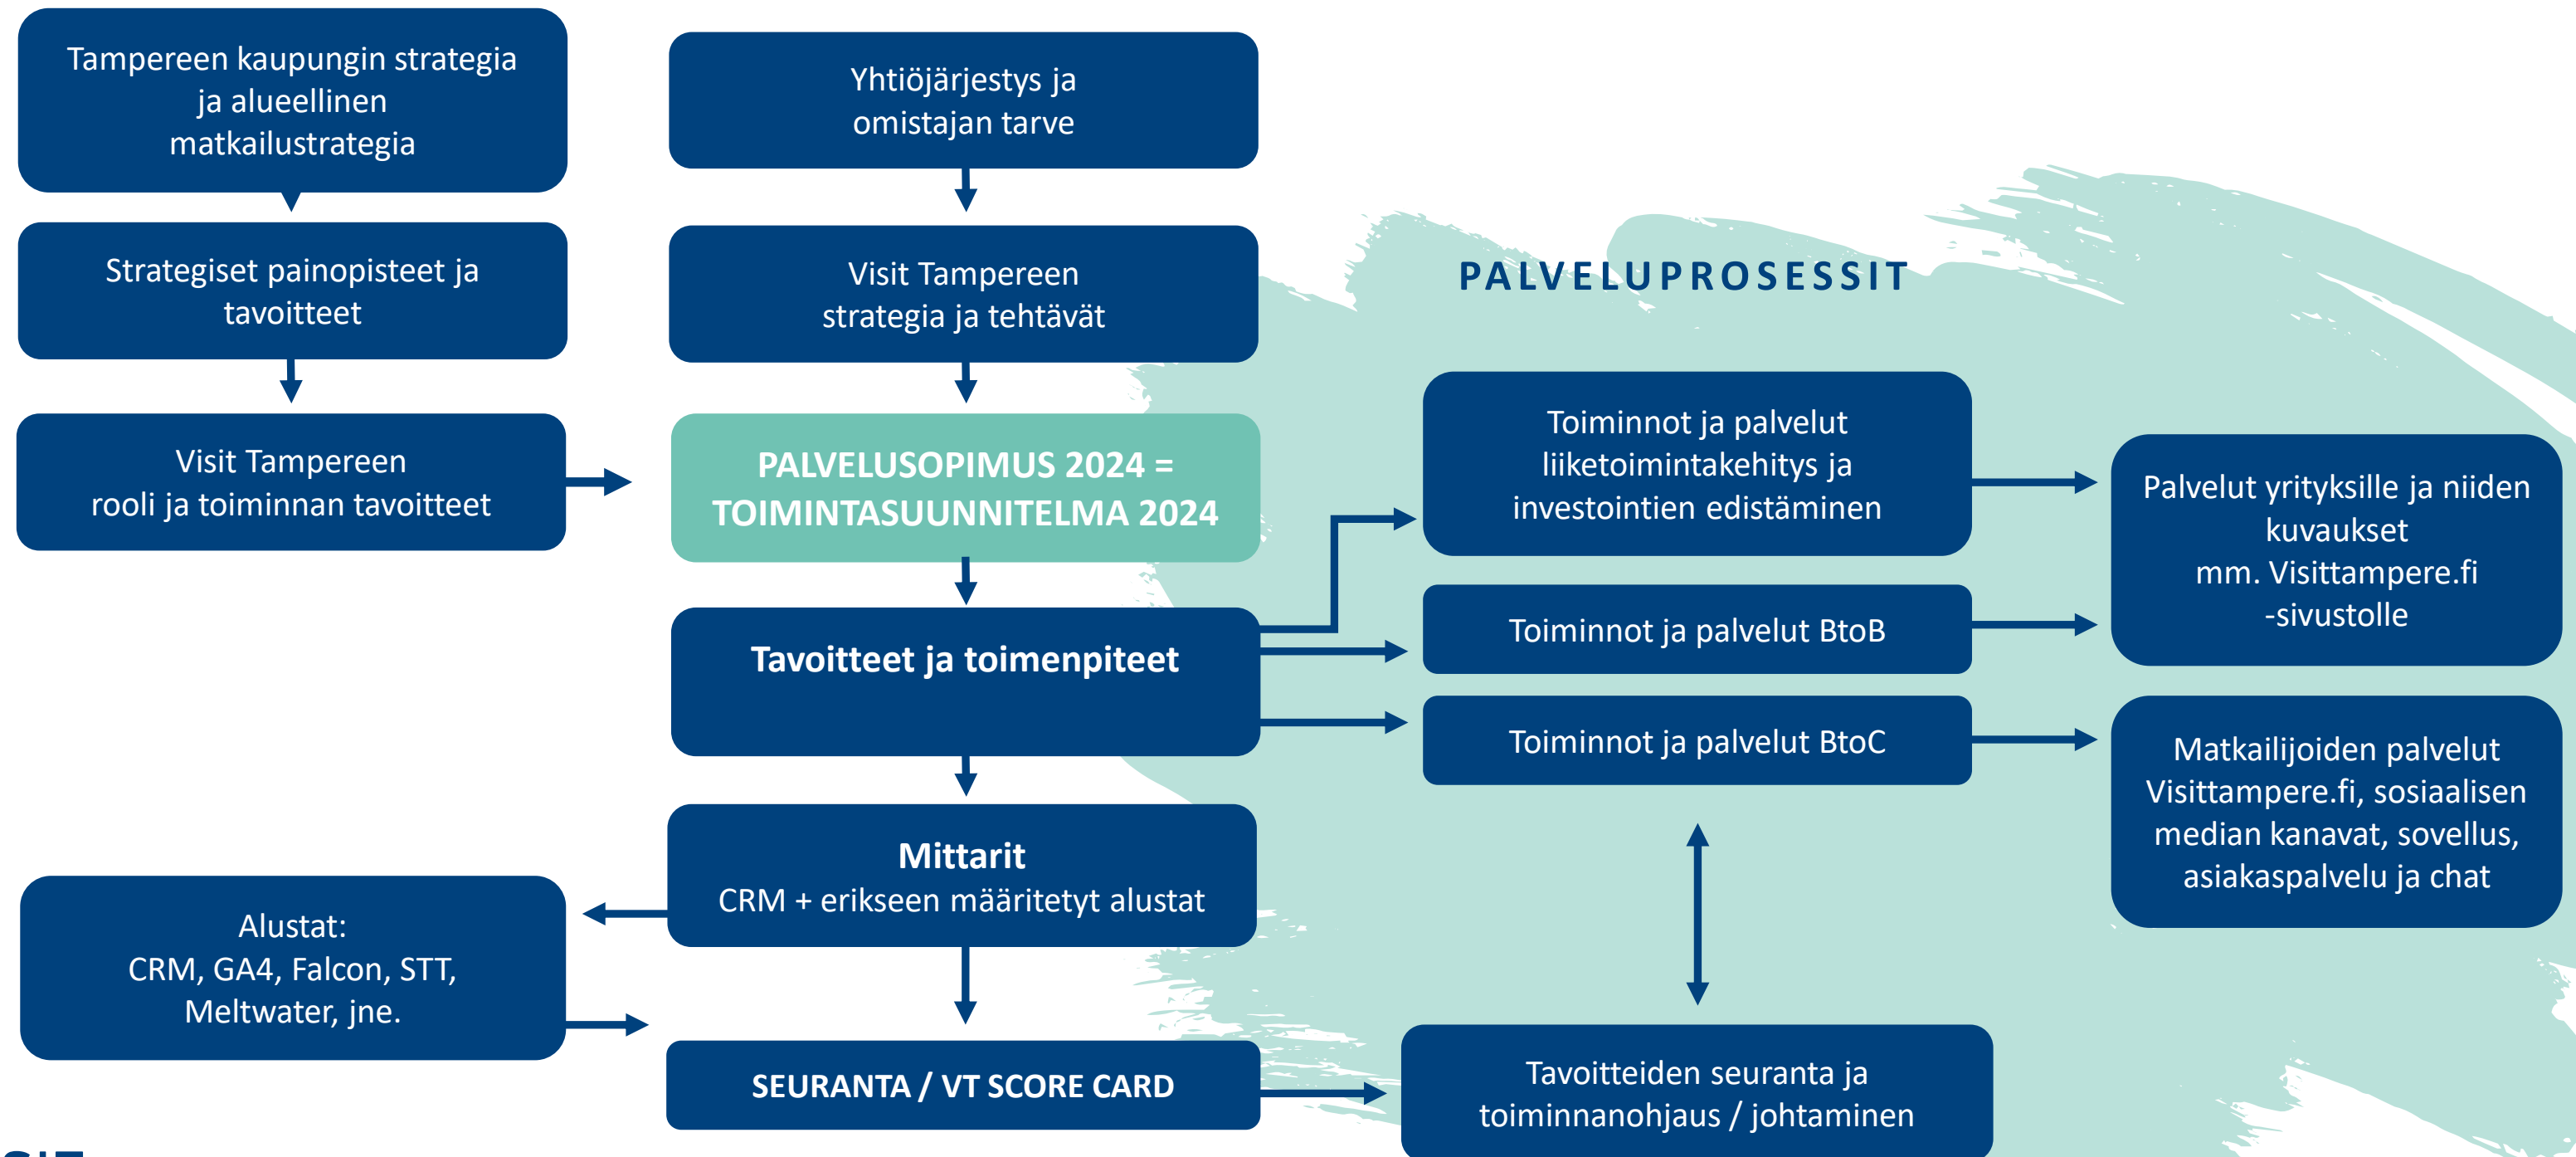 Tampereen kaupungin strategia
ja alueellinen
matkailustrategia
Strategiset painopisteet ja
tavoitteet
Visit Tampereen
rooli ja toiminnan tavoitteet
Yhtiöjärjestys ja
omistajan tarve
Visit Tampereen
strategia ja tehtävät
PALVELUSOPIMUS 2024 =
TOIMINTASUUNNITELMA 2024
Tavoitteet ja toimenpiteet
Mittarit
CRM + erikseen määritetyt alustat
Alustat:
CRM, GA4, Falcon, STT,
Meltwater, jne.
SEURANTA / VT SCORE CARD
PALVELUPROSESSIT
Toiminnot ja palvelut
liiketoimintakehitys ja
investointien edistäminen
Toiminnot ja palvelut BtoB
Toiminnot ja palvelut BtoC
Palvelut yrityksille ja niiden
kuvaukset
mm. Visittampere.fi
-sivustolle
Matkailijoiden palvelut
Visittampere.fi, sosiaalisen
median kanavat, sovellus,
asiakaspalvelu ja chat
Tavoitteiden seuranta ja
toiminnanohjaus / johtaminen